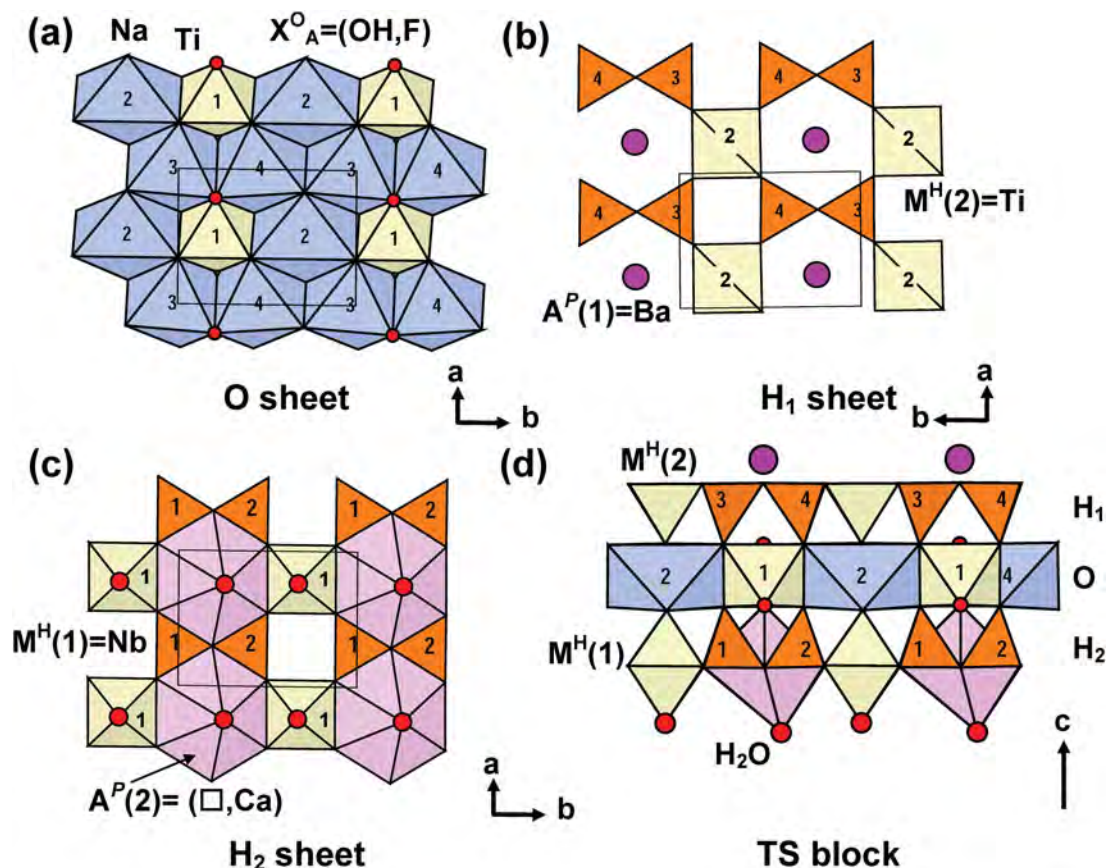 (a) Na Ti X^O_A=(OH,F)
2 1 2 1
3 4 3 4
2 1 2 1
3 4 3 4
a
b
O sheet
(b)
4 3 4 3
2 2
M^H(2)=Ti
4 3 4 3
2 2
A^P(1)=Ba
a
b
H₁ sheet
(c)
1 2 1 2
1 1
M^H(1)=Nb
1 2 1 2
1 1
A^P(2)= (□,Ca)
a
b
H₂ sheet
(d)
M^H(2)
3 4 3 4 H₁
2 1 2 1 4 O
M^H(1)
1 2 1 2 H₂
H₂O
c
TS block